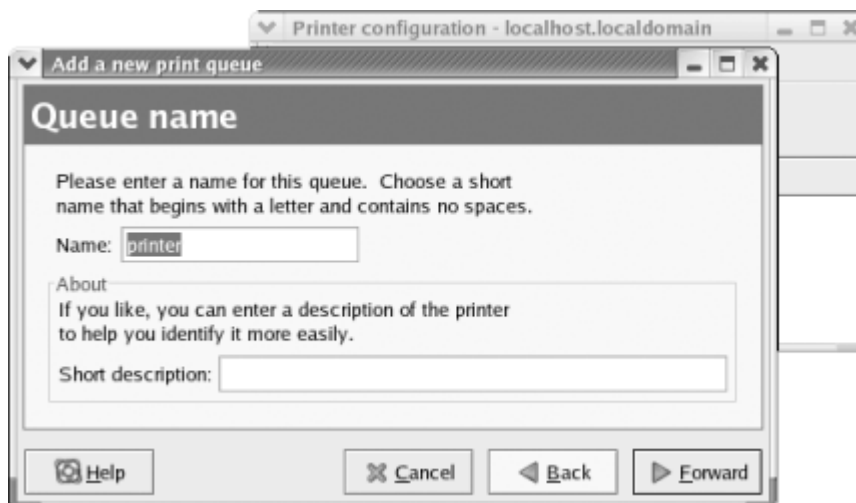 Printer configuration - localhost.localdomain
Add a new print queue
Queue name
Please enter a name for this queue. Choose a short
name that begins with a letter and contains no spaces.
Name: printer
About
If you like, you can enter a description of the printer
to help you identify it more easily.
Short description:
Help Cancel Back Forward